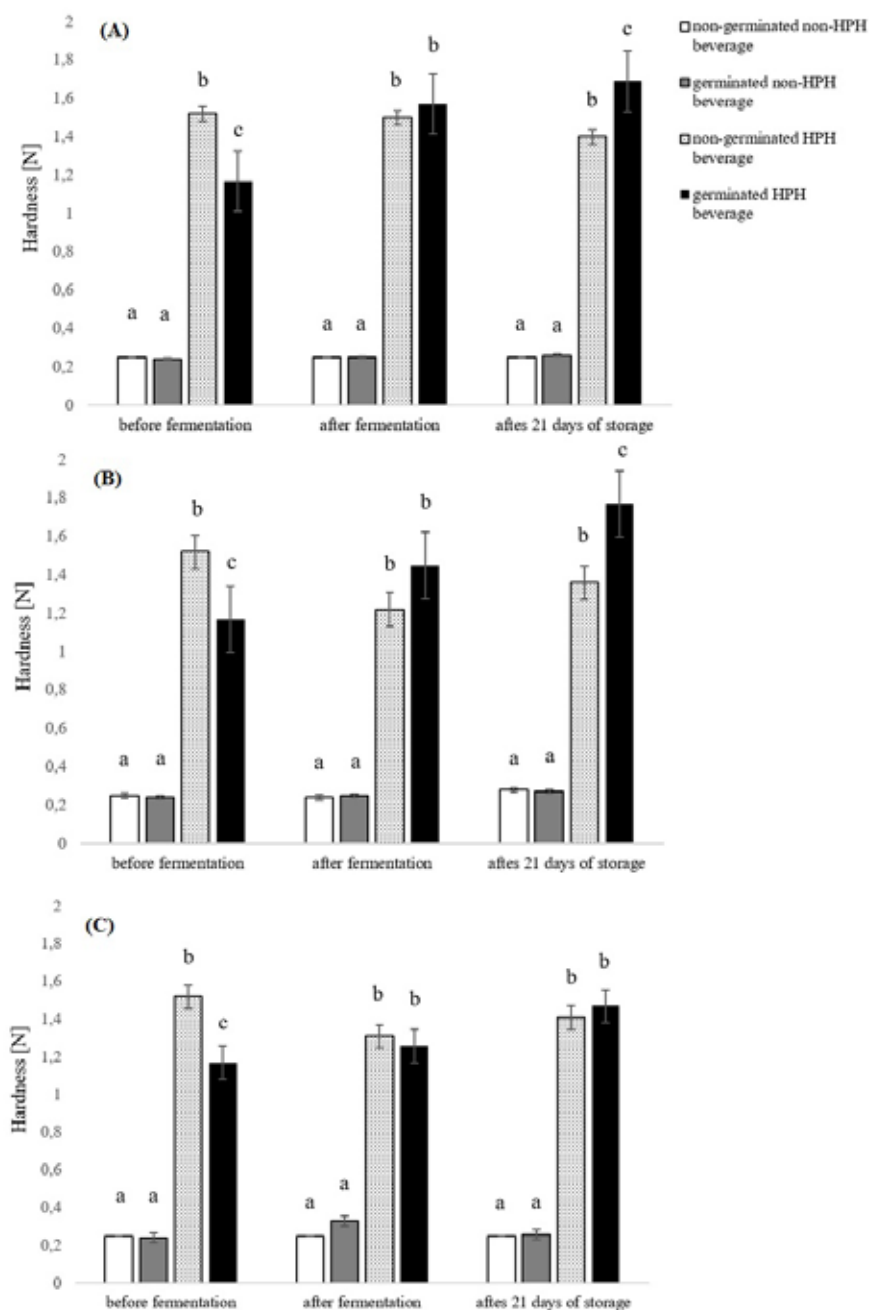 (A)
Hardness [N]
2
1,8
1,6
1,4
1,2
1
0,8
0,6
0,4
0,2
0
a a b c
a a b b
a a b c
before fermentation after fermentation aftes 21 days of storage
non-germinated non-HPH
beverage
germinated non-HPH
beverage
non-germinated HPH
beverage
germinated HPH
beverage
(B)
Hardness [N]
2
1,8
1,6
1,4
1,2
1
0,8
0,6
0,4
0,2
0
a a b c
a a b b
a a b c
before fermentation after fermentation aftes 21 days of storage
(C)
Hardness [N]
2
1,8
1,6
1,4
1,2
1
0,8
0,6
0,4
0,2
0
a a b c
a a b b
a a b b
before fermentation after fermentation aftes 21 days of storage